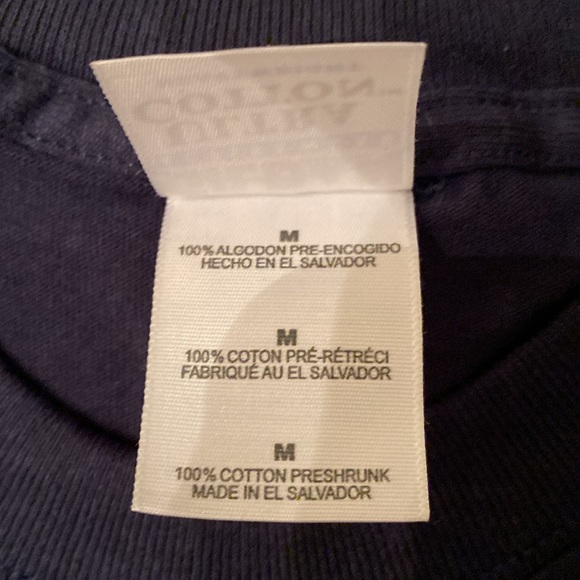 M
100% ALGODON PRE-ENCOGIDO
HECHO EN EL SALVADOR
M
100% COTON PRÉ-RÉTRÉCI
FABRIQUÉ AU EL SALVADOR
M
100% COTTON PRESHRUNK
MADE IN EL SALVADOR